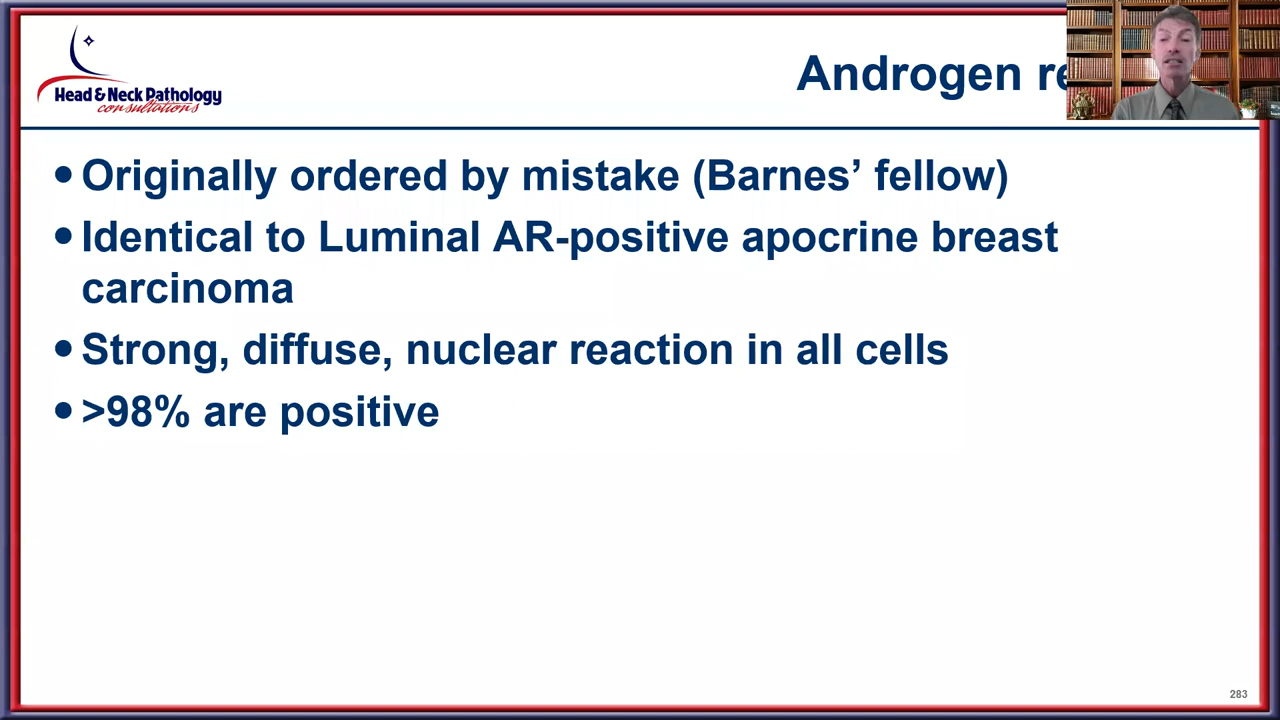 Head & Neck Pathology
consultations
Androgen
• Originally ordered by mistake (Barnes’ fellow)
• Identical to Luminal AR-positive apocrine breast
carcinoma
• Strong, diffuse, nuclear reaction in all cells
• >98% are positive
283